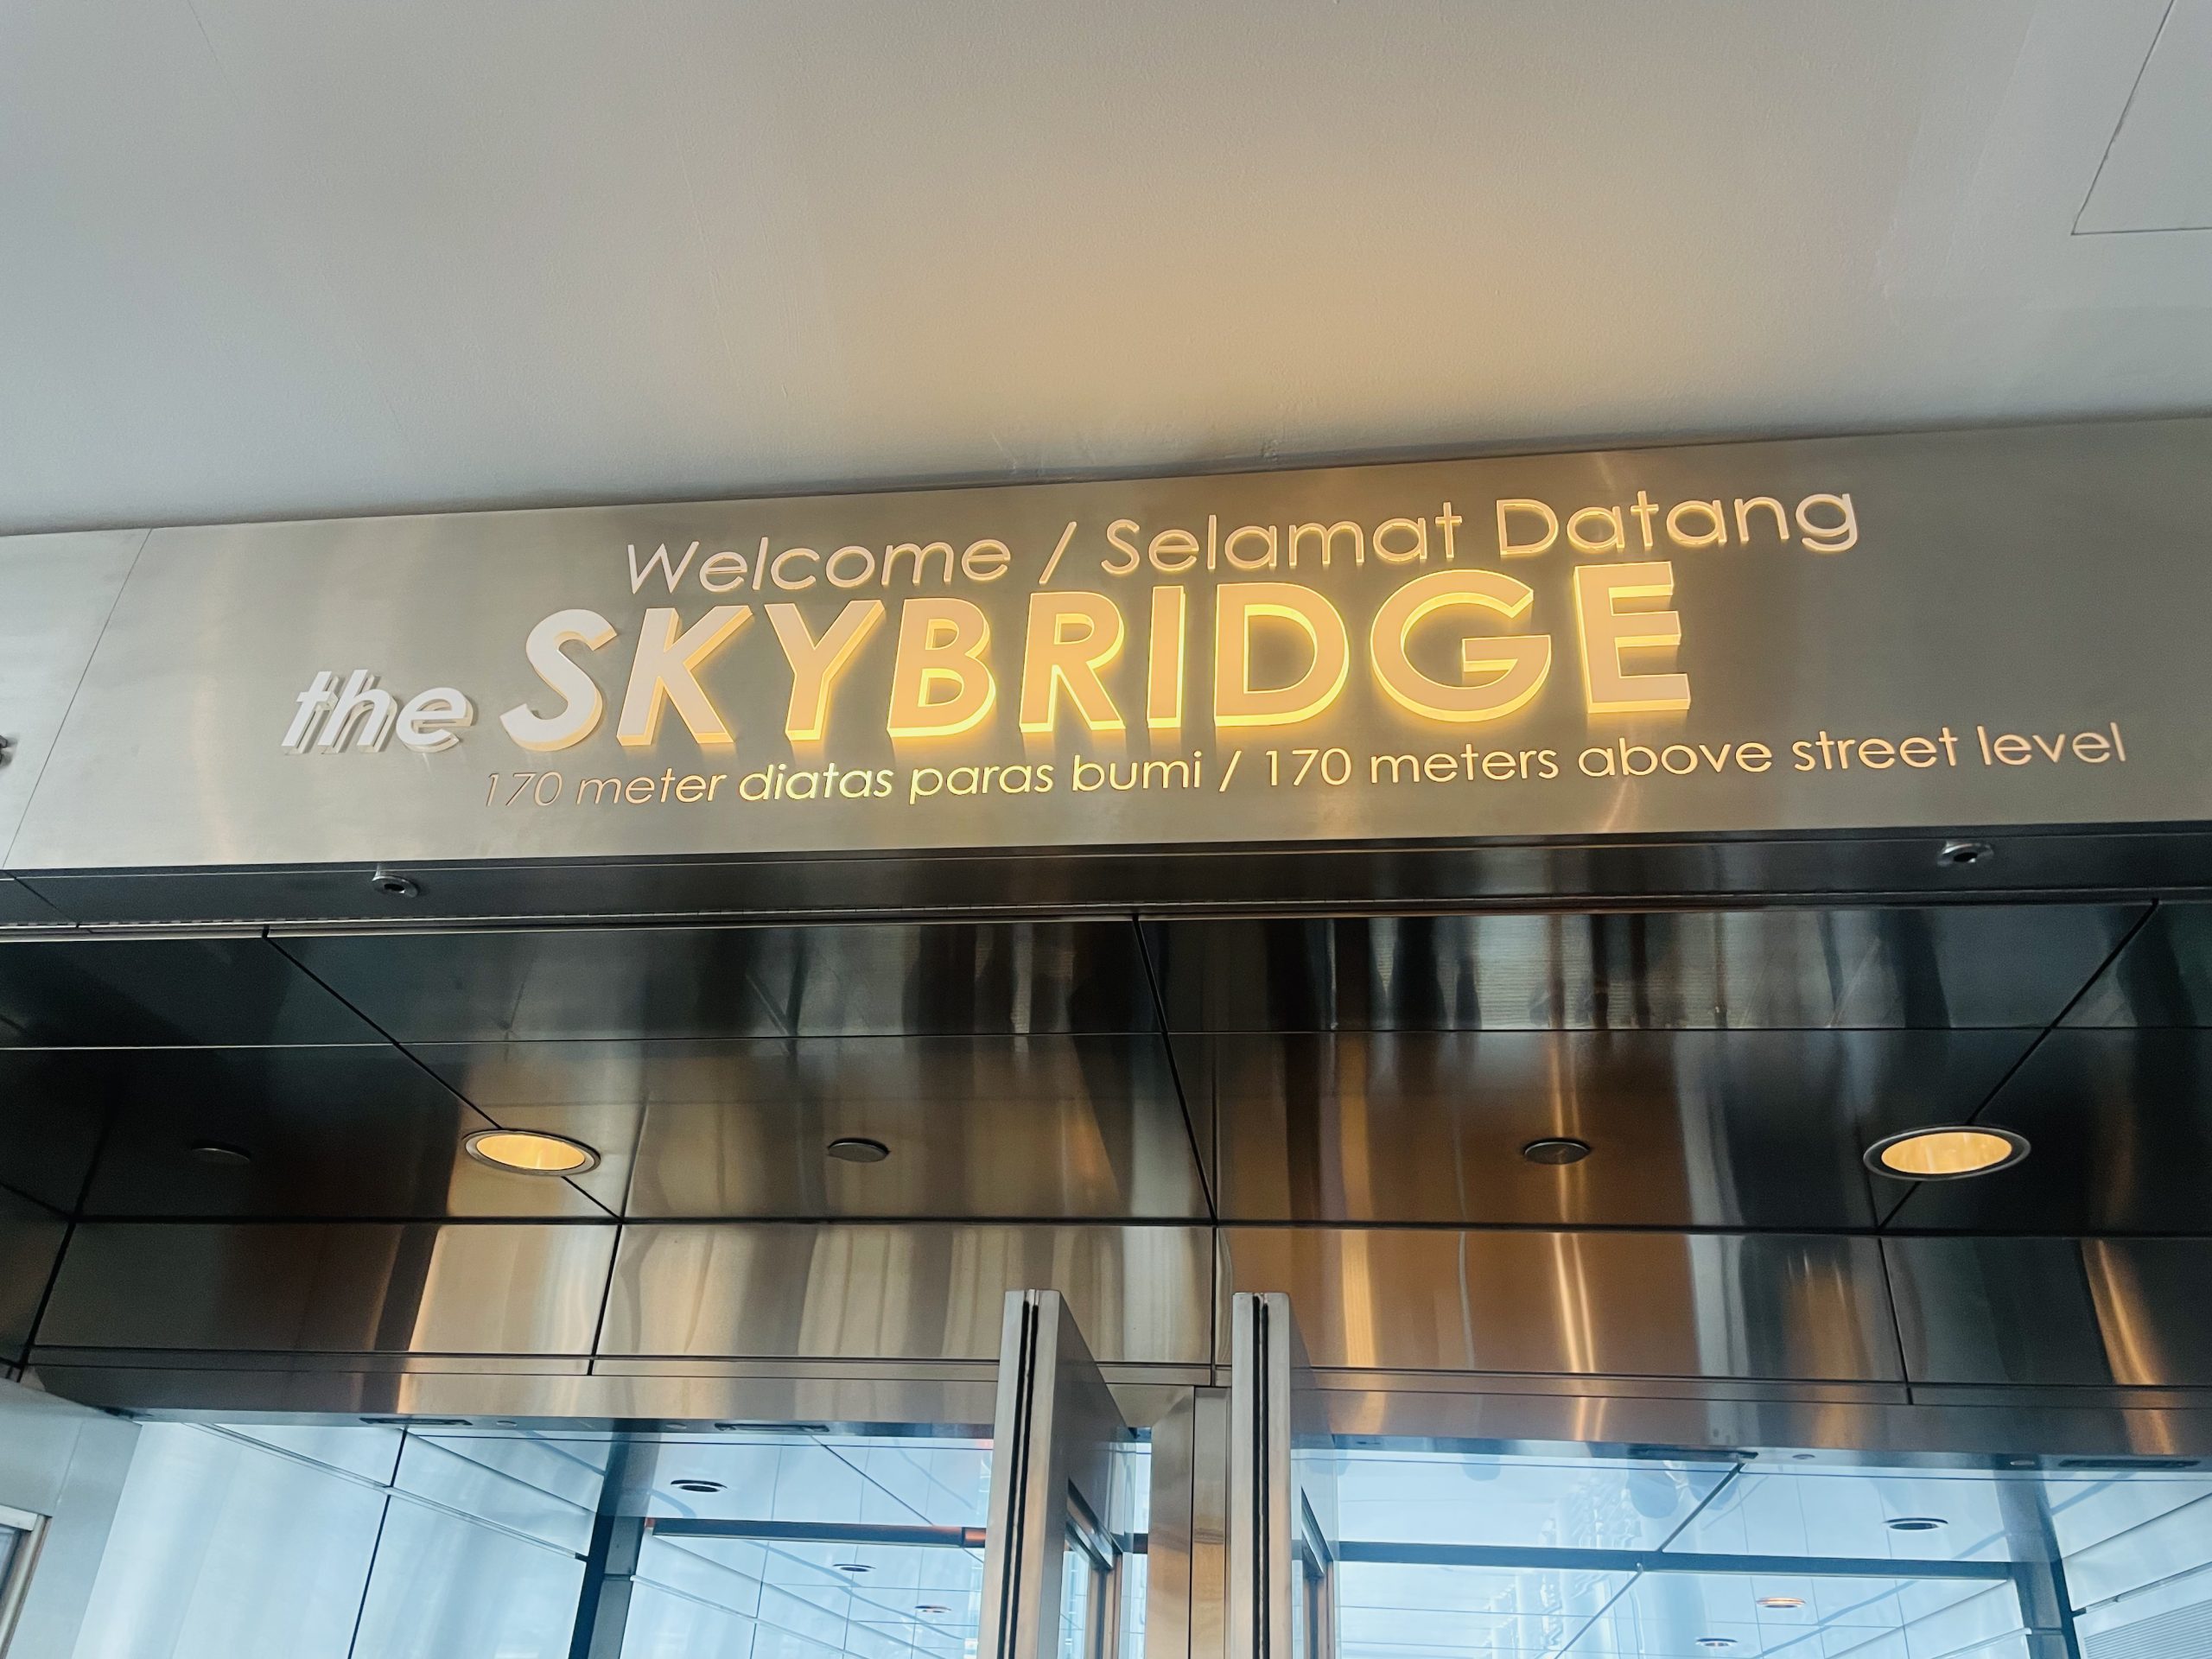 Welcome / Selamat Datang
the SKYBRIDGE
170 meter diatas paras bumi / 170 meters above street level